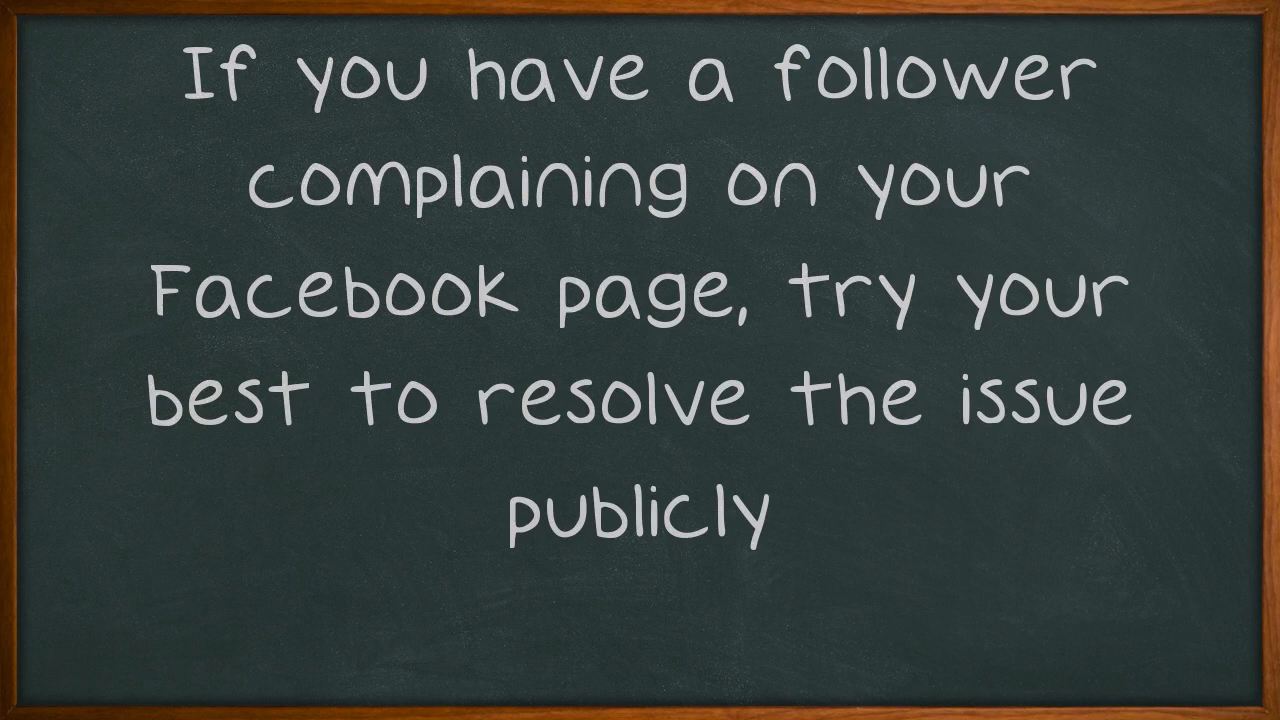 If you have a follower
complaining on your
Facebook page, try your
best to resolve the issue
publicly